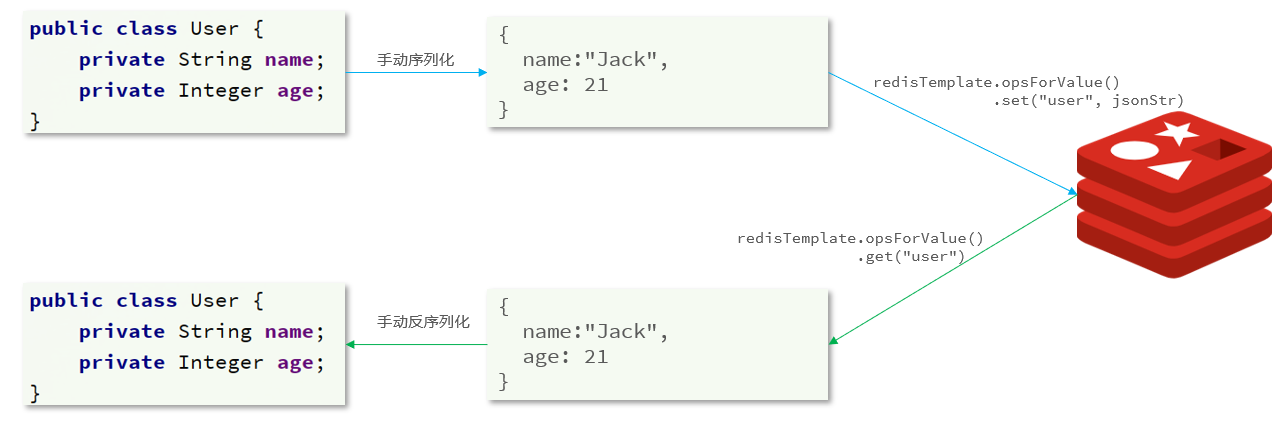 public class User {
    private String name;
    private Integer age;
}
手动序列化
{
  name:"Jack",
  age: 21
}
redisTemplate.opsForValue()
.set("user", jsonStr)
redisTemplate.opsForValue()
.get("user")
public class User {
    private String name;
    private Integer age;
}
手动反序列化
{
  name:"Jack",
  age: 21
}